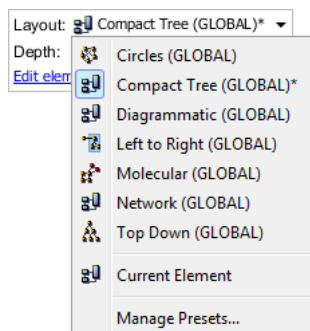 Layout: Compact Tree (GLOBAL)*
Depth:
Edit elem
Circles (GLOBAL)
Compact Tree (GLOBAL)*
Diagrammatic (GLOBAL)
Left to Right (GLOBAL)
Molecular (GLOBAL)
Network (GLOBAL)
Top Down (GLOBAL)
Current Element
Manage Presets...